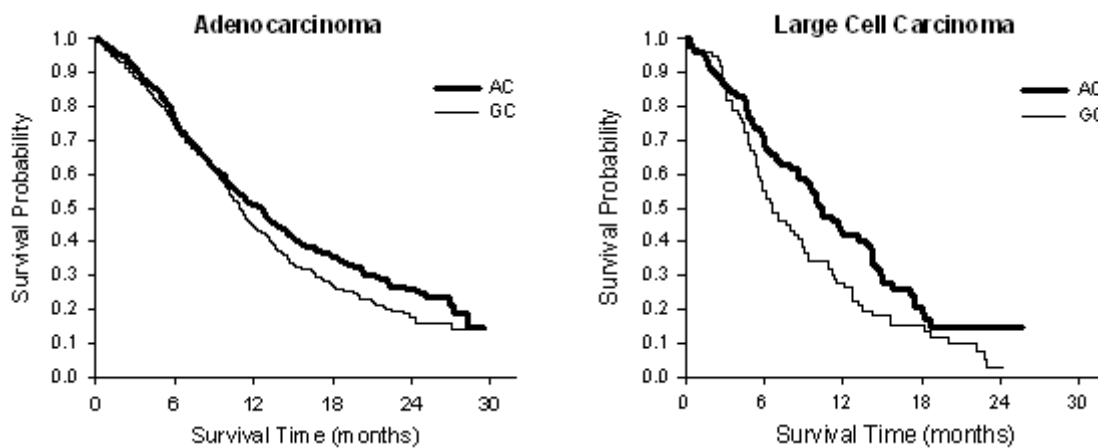 Adenocarcinoma
Survival Probability
1.0
0.9
0.8
0.7
0.6
0.5
0.4
0.3
0.2
0.1
0.0
AC
GC
0 6 12 18 24 30
Survival Time (months)
Large Cell Carcinoma
Survival Probability
1.0
0.9
0.8
0.7
0.6
0.5
0.4
0.3
0.2
0.1
0.0
AC
GC
0 6 12 18 24 30
Survival Time (months)